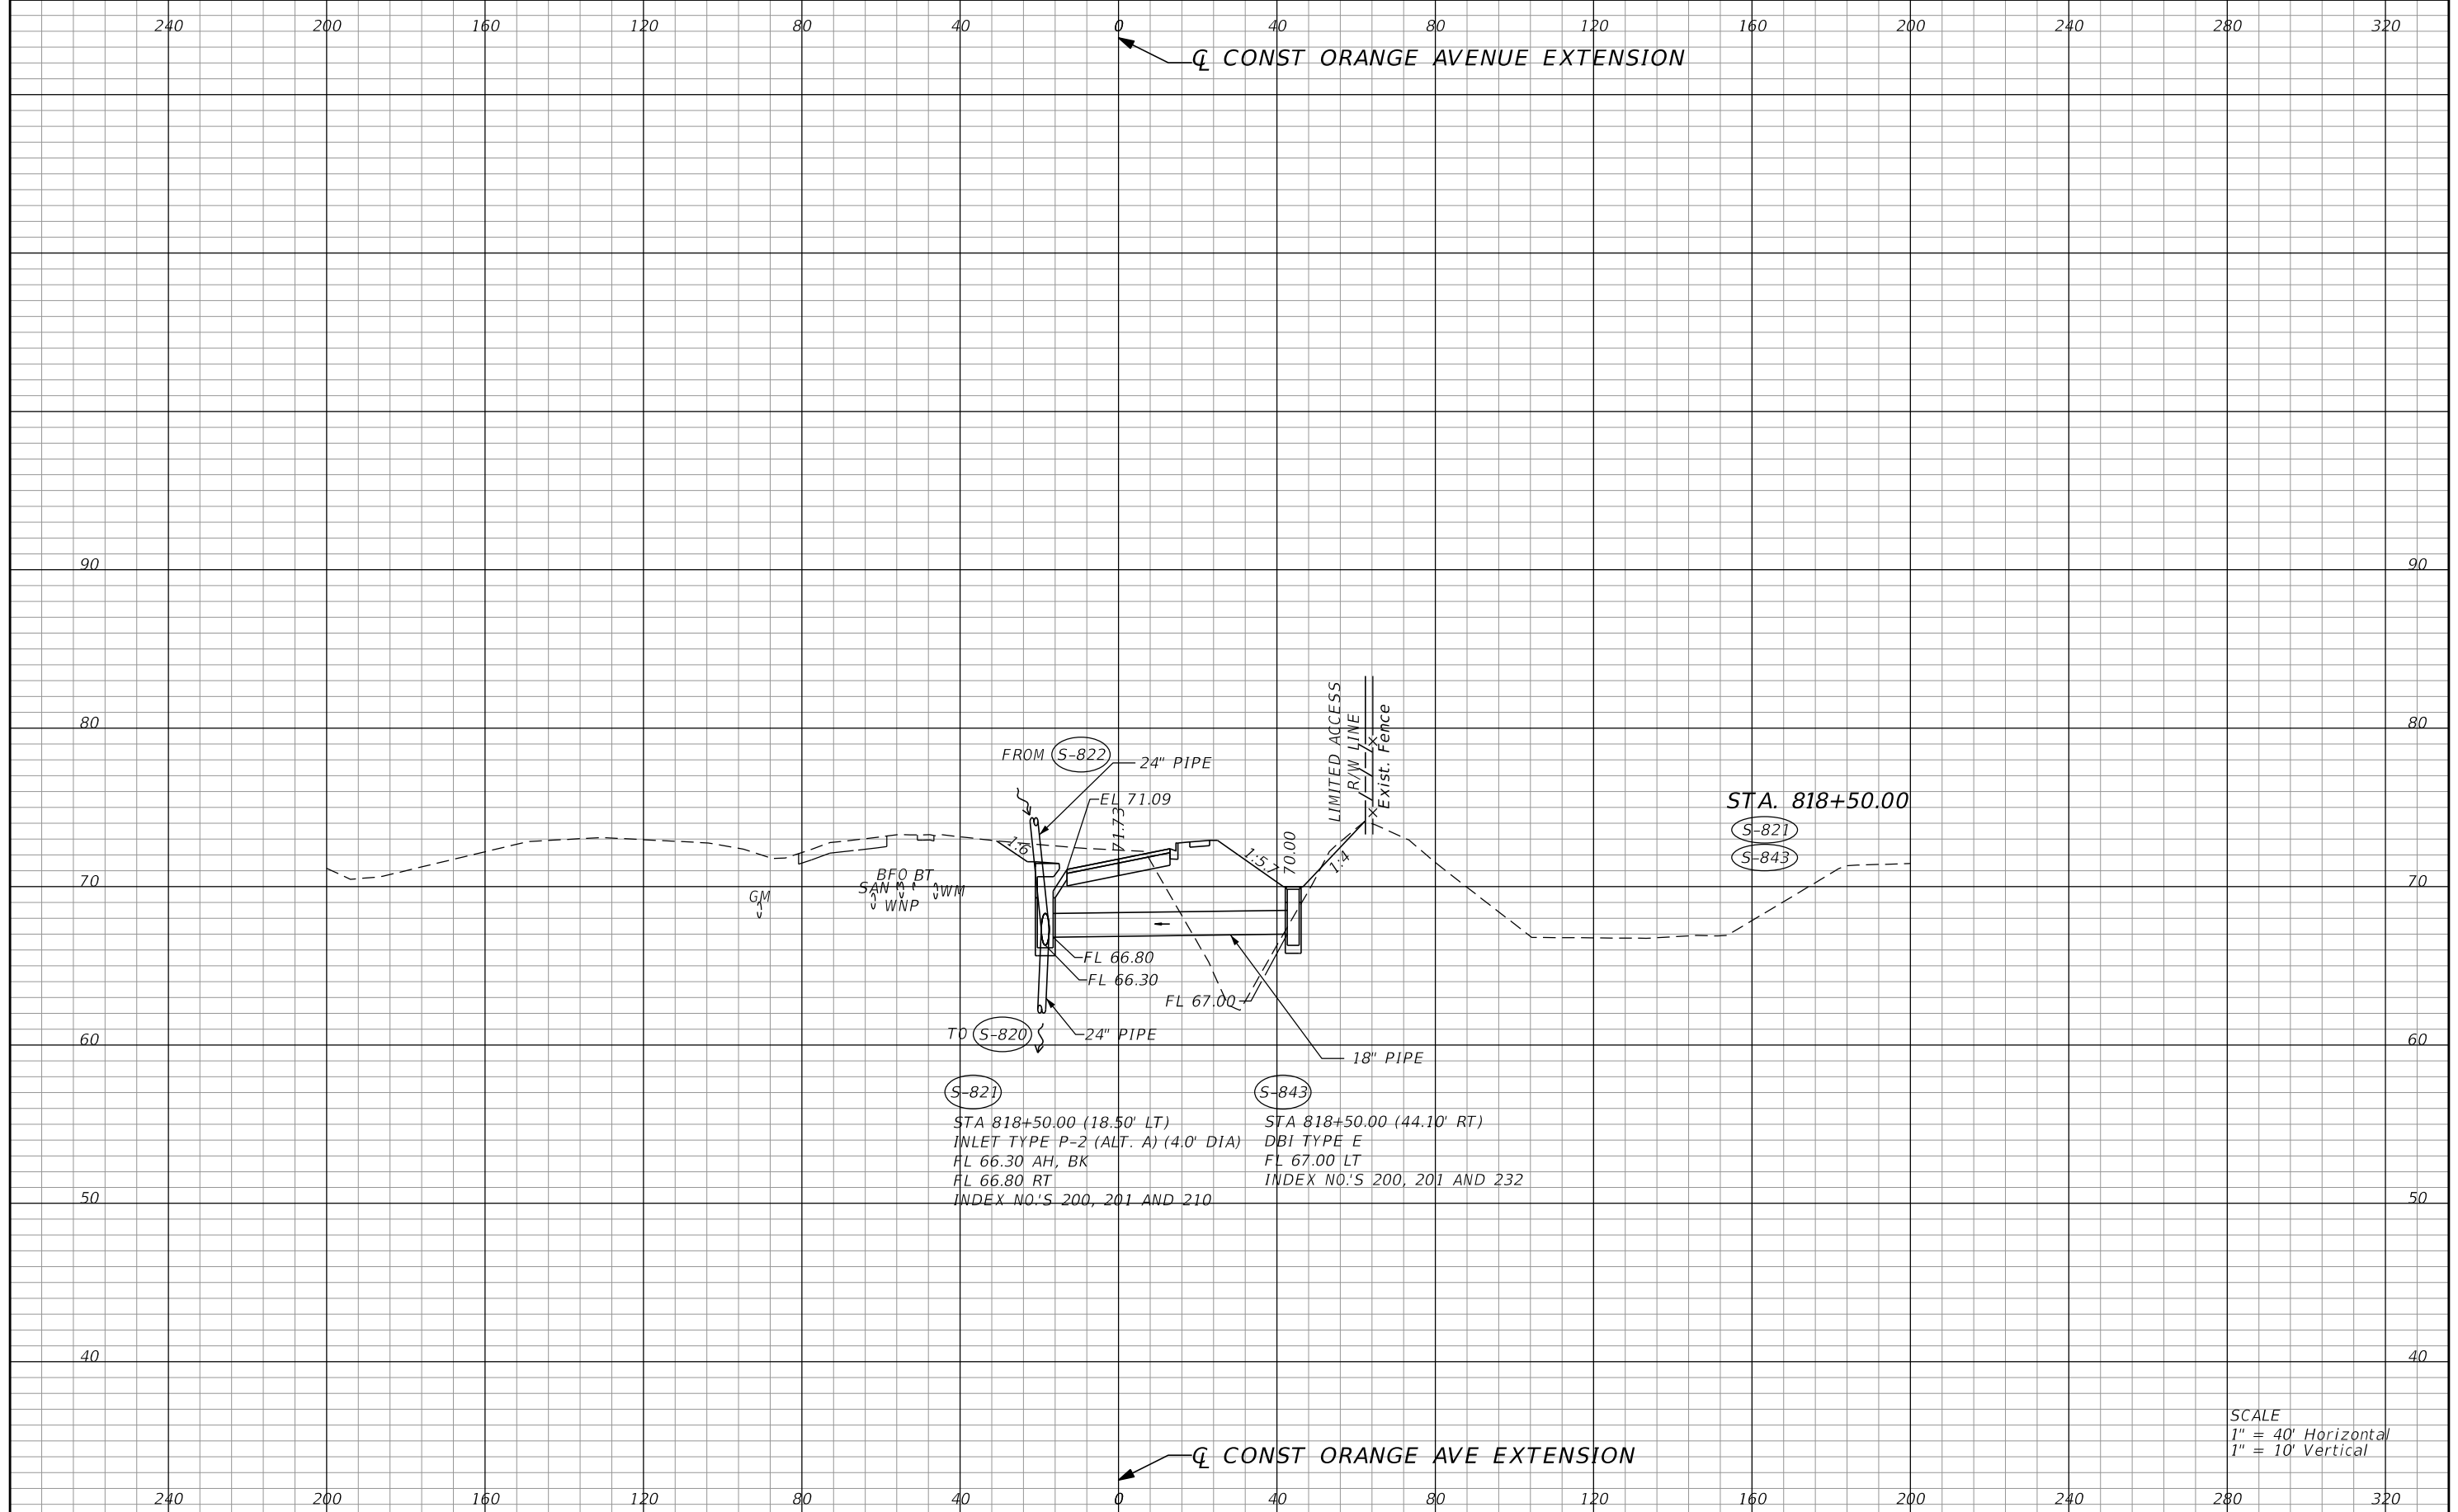 240 200 160 120 80 40 0 40 80 120 160 200 240 280 320
℄ CONST ORANGE AVENUE EXTENSION
90 90
80 80
LIMITED ACCESS
R/W LINE
Exist. Fence
FROM S-822
24" PIPE
EL 71.09
71.73
STA. 818+50.00
S-821
S-843
1:6
1:5.7
70.00
1:4
70 70
GM
BFO BT
SAN
WM
WNP
FL 66.80
FL 66.30
FL 67.00
TO S-820
24" PIPE
60 60
18" PIPE
S-821
STA 818+50.00 (18.50' LT)
INLET TYPE P-2 (ALT. A) (4.0' DIA)
FL 66.30 AH, BK
FL 66.80 RT
INDEX NO.'S 200, 201 AND 210
S-843
STA 818+50.00 (44.10' RT)
DBI TYPE E
FL 67.00 LT
INDEX NO.'S 200, 201 AND 232
50 50
40 40
SCALE
1" = 40' Horizontal
1" = 10' Vertical
℄ CONST ORANGE AVE EXTENSION
240 200 160 120 80 40 0 40 80 120 160 200 240 280 320